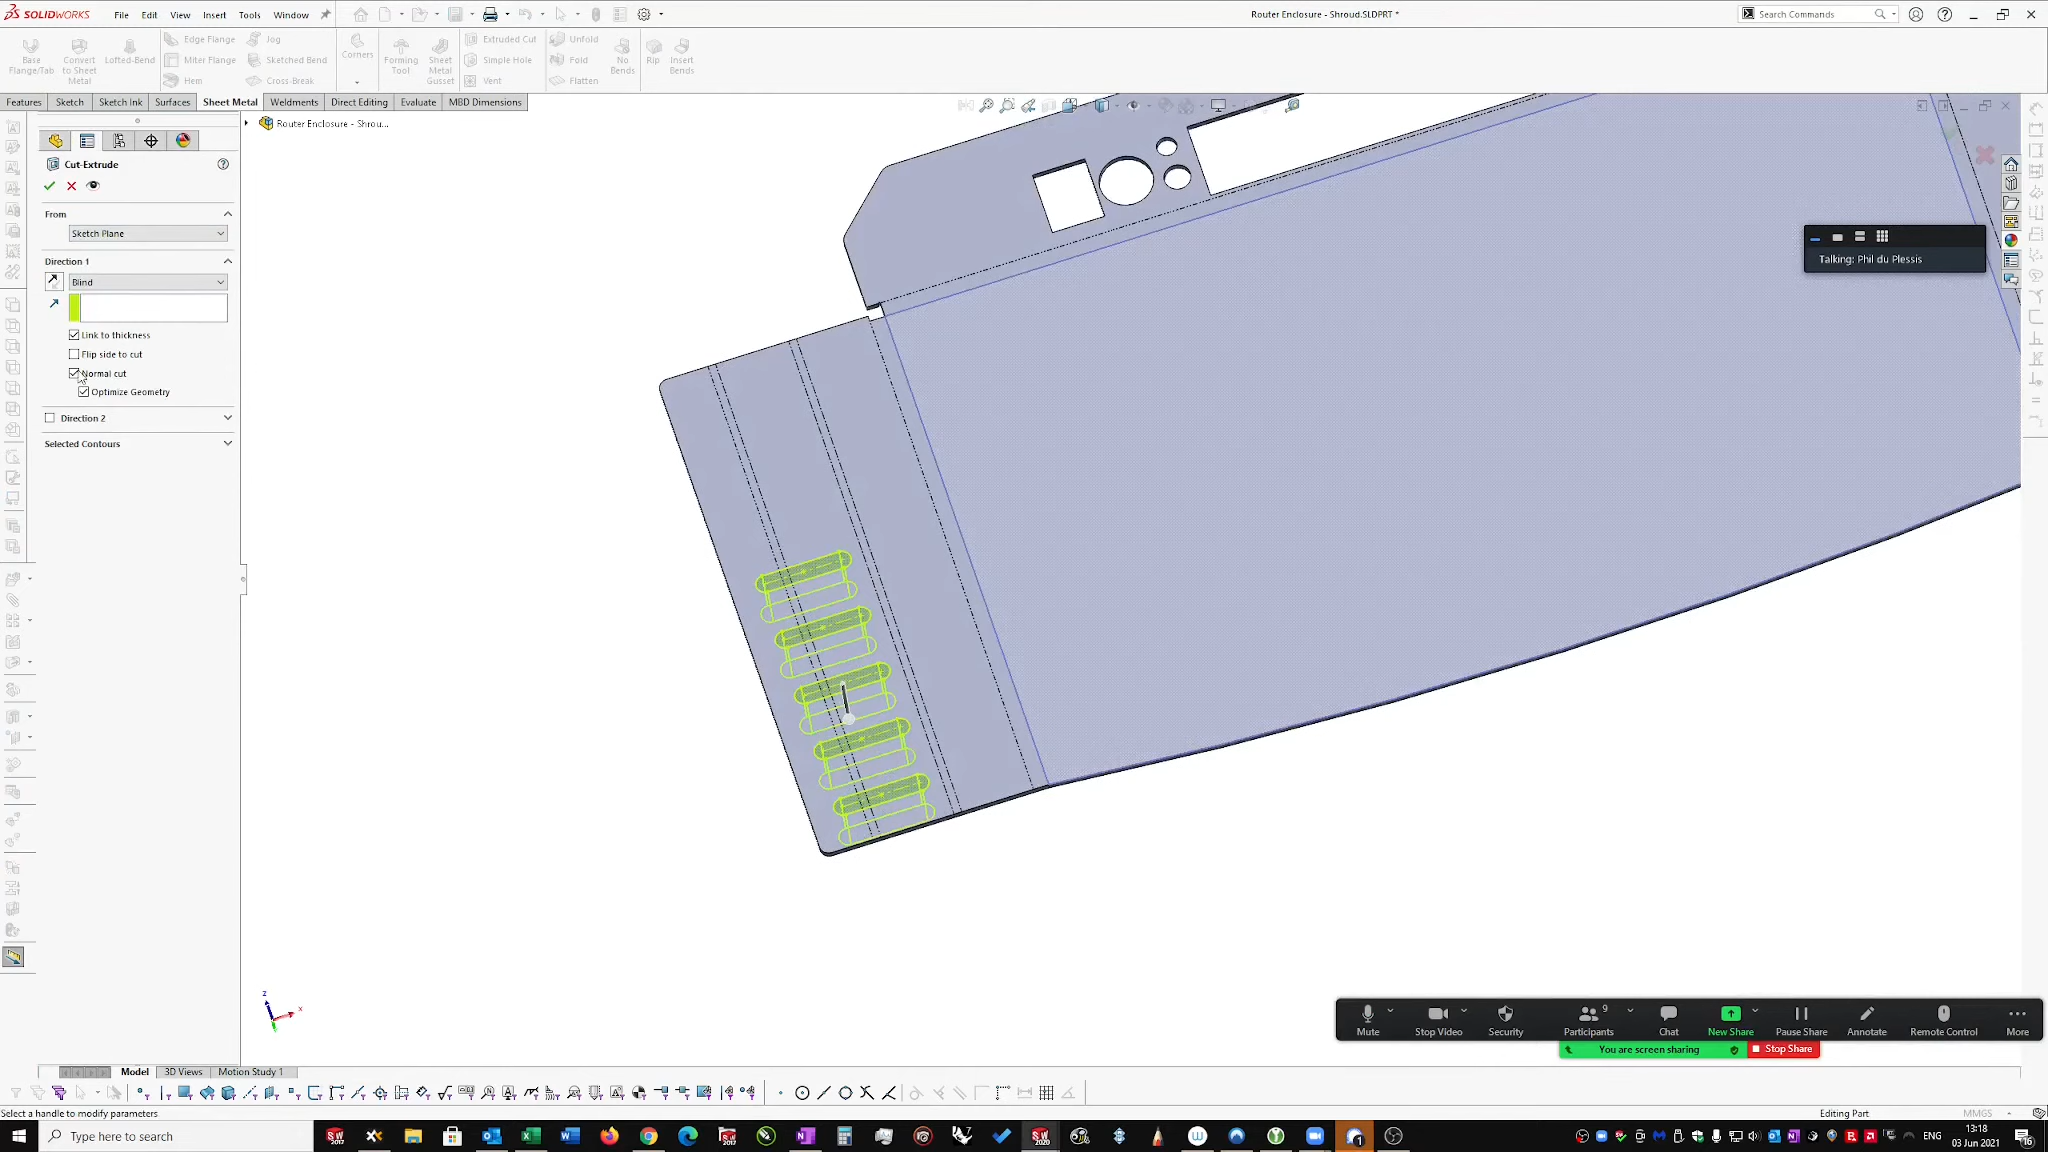 SOLIDWORKS
File Edit View Insert Tools Window
Router Enclosure - Shroud.SLDPRT *
Search Commands
Base Flange/Tab
Convert to Sheet Metal
Lofted-Bend
Edge Flange
Miter Flange
Hem
Jog
Sketched Bend
Cross-Break
Corners
Forming Tool
Sheet Metal Gusset
Extruded Cut
Simple Hole
Vent
Unfold
Fold
Flatten
No Bends
Rip
Insert Bends
Features Sketch Sketch Ink Surfaces Sheet Metal Weldments Direct Editing Evaluate MBD Dimensions
Router Enclosure - Shrou...
Cut-Extrude
From
Sketch Plane
Direction 1
Blind
Link to thickness
Flip side to cut
Normal cut
Optimize Geometry
Direction 2
Selected Contours
Talking: Phil du Plessis
z
x
Mute
Stop Video
Security
Participants 9
Chat
New Share
Pause Share
Annotate
Remote Control
More
You are screen sharing
Stop Share
Model 3D Views Motion Study 1
Select a handle to modify parameters
Editing Part
MMGS
Type here to search
ENG
13:18
03 Jun 2021